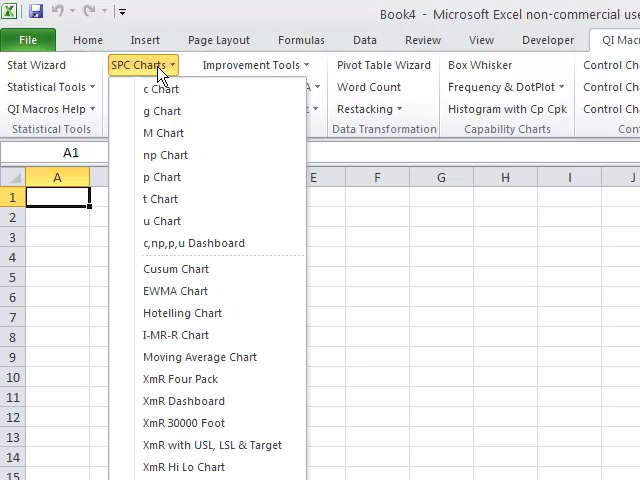 Book4 - Microsoft Excel non-commercial use
File Home Insert Page Layout Formulas Data Review View Developer QI Mac
Stat Wizard SPC Charts Improvement Tools Pivot Table Wizard Box Whisker Control Cha
Statistical Tools A Word Count Frequency & DotPlot Control Cha
QI Macros Help Restacking Histogram with Cp Cpk Control Cha
Statistical Tools Data Transformation Capability Charts Con
A1
A E F G H I J
c Chart
g Chart
M Chart
np Chart
p Chart
t Chart
u Chart
c,np,p,u Dashboard
Cusum Chart
EWMA Chart
Hotelling Chart
I-MR-R Chart
Moving Average Chart
XmR Four Pack
XmR Dashboard
XmR 30000 Foot
XmR with USL, LSL & Target
XmR Hi Lo Chart
1
2
3
4
5
6
7
8
9
10
11
12
13
14
15